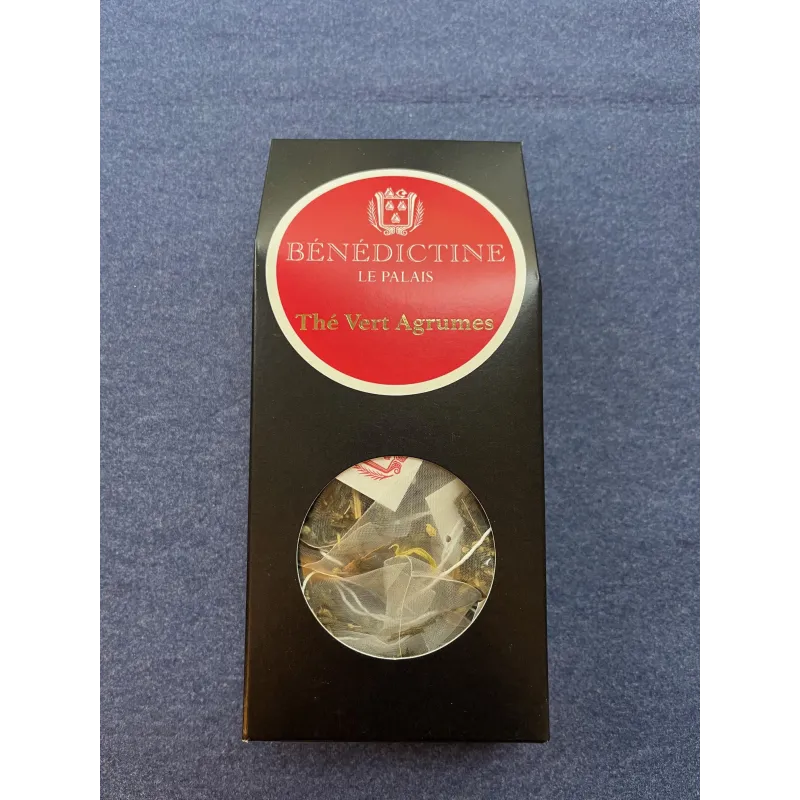 BÉNÉDICTINE
LE PALAIS
Thé Vert Agrumes